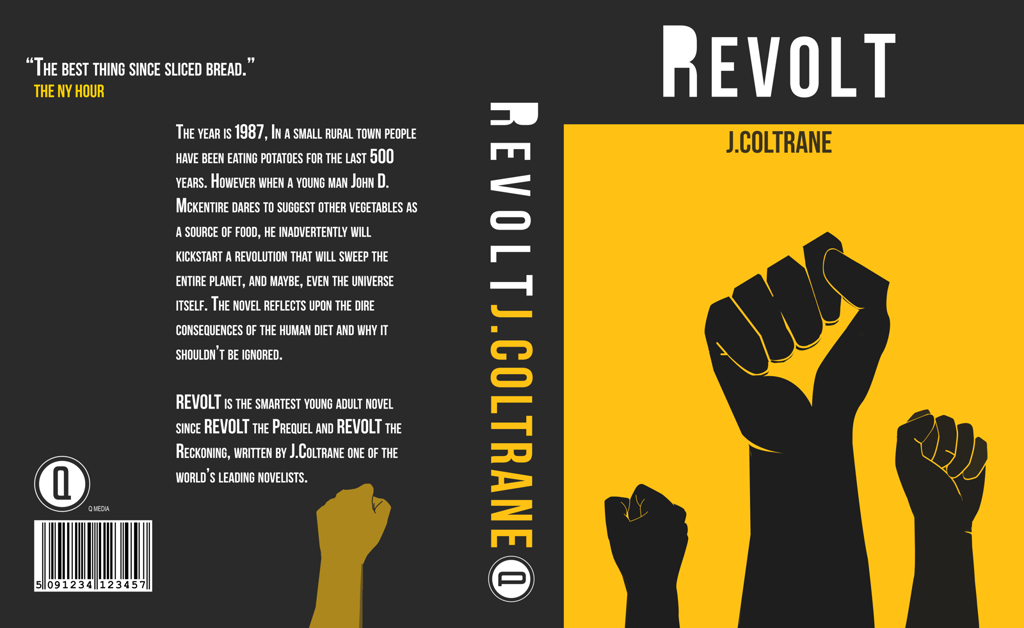 “The best thing since sliced bread.”
THE NY HOUR
The year is 1987, In a small rural town people
have been eating potatoes for the last 500
years. However when a young man John D.
Mckentire dares to suggest other vegetables as
a source of food, he inadvertently will
kickstart a revolution that will sweep the
entire planet, and maybe, even the universe
itself. The novel reflects upon the dire
consequences of the human diet and why it
shouldn't be ignored.
REVOLT is the smartest young adult novel
since REVOLT the Prequel and REVOLT the
Reckoning, written by J.Coltrane one of the
world's leading novelists.
Q
Q MEDIA
5 091234 123457
Revolt J.COLTRANE
Q
Revolt
J.COLTRANE